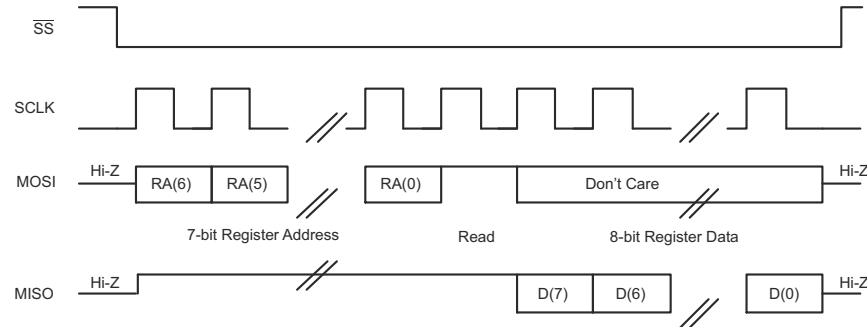 SS
SCLK
Hi-Z
Hi-Z
MOSI
RA(6)
RA(5)
RA(0)
Don't Care
7-bit Register Address
Read
8-bit Register Data
Hi-Z
Hi-Z
MISO
D(7)
D(6)
D(0)